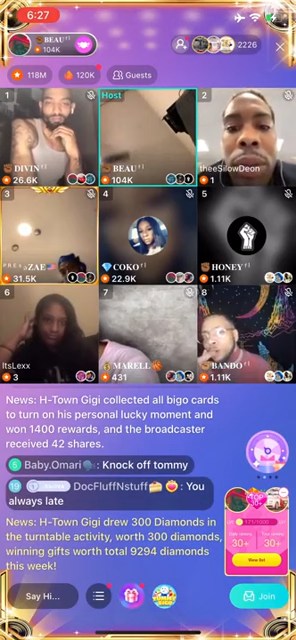 6:27
BEAU
104K
2226
118M
120K
Guests
1
DIVIN
26.6K
Host
BEAU
104K
2
theeSilowDeon
1
3
ZAE
31.5K
4
COKO
22.9K
5
HONEY
1.11K
6
ItsLexx
3
7
MARELL
431
8
BANDO
1.11K
News: H-Town Gigi collected all bigo cards
to turn on his personal lucky moment and
won 1400 rewards, and the broadcaster
received 42 shares.
Baby.Omari : Knock off tommy
19 DocFluffNstuff : You
always late
News: H-Town Gigi drew 300 Diamonds in
the turntable activity, worth 300 diamonds,
winning gifts worth total 9294 diamonds
this week!
30+ 30+
Say Hi...
Join